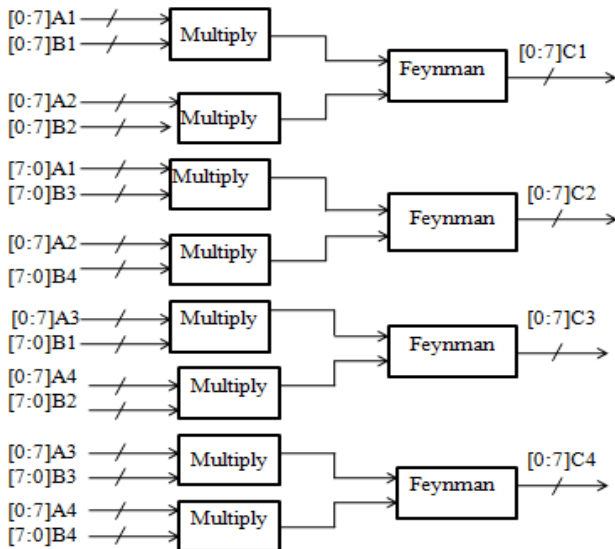 [0:7]A1
[0:7]B1
Multiply
Feynman
[0:7]C1
[0:7]A2
[0:7]B2
Multiply
[7:0]A1
[7:0]B3
Multiply
Feynman
[0:7]C2
[0:7]A2
[7:0]B4
Multiply
[0:7]A3
[7:0]B1
Multiply
Feynman
[0:7]C3
[0:7]A4
[7:0]B2
Multiply
[0:7]A3
[7:0]B3
Multiply
Feynman
[0:7]C4
[0:7]A4
[7:0]B4
Multiply